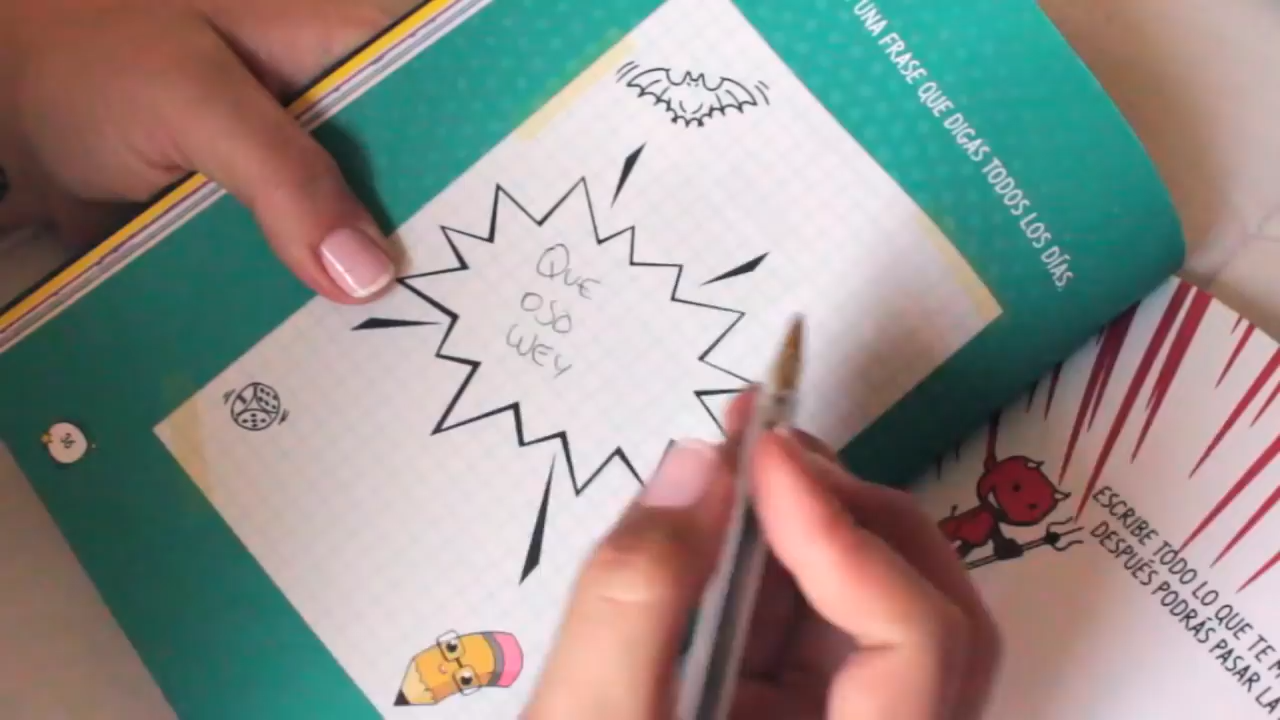 UNA FRASE QUE DIGAS TODOS LOS DÍAS.
QUE
OSO
WEY
36
ESCRIBE TODO LO QUE TE
DESPUÉS PODRÁS PASAR LA